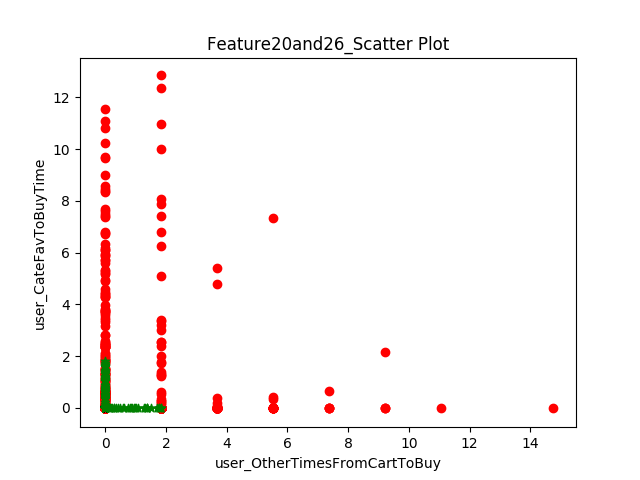 Feature20and26_Scatter Plot
12
10
8
6
4
2
0
user_CateFavToBuyTime
0 2 4 6 8 10 12 14
user_OtherTimesFromCartToBuy